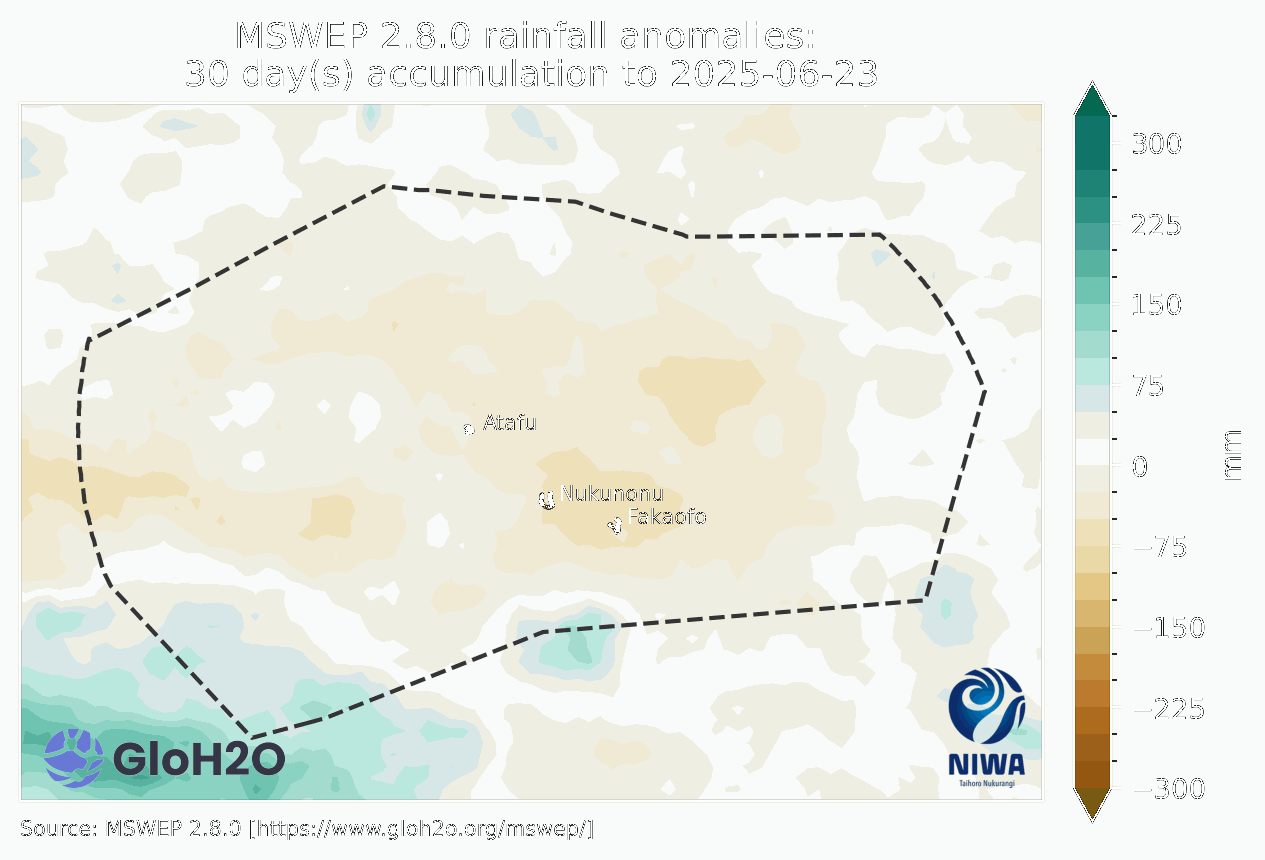 MSWEP 2.8.0 rainfall anomalies:
30 day(s) accumulation to 2025-06-23
300
225
150
75
0
−75
−150
−225
−300
mm
Atafu
Nukunonu
Fakaofo
GloH2O
NIWA
Taihoro Nukurangi
Source: MSWEP 2.8.0 [https://www.gloh2o.org/mswep/]